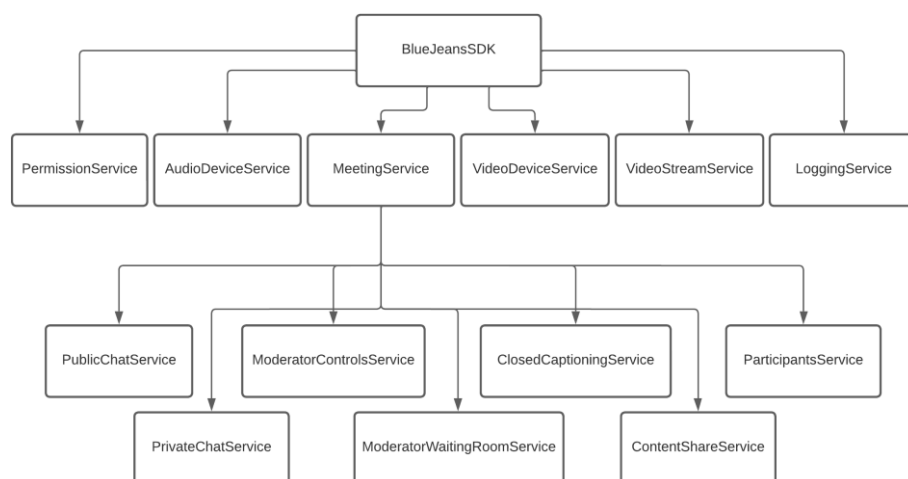 BlueJeansSDK
PermissionService
AudioDeviceService
MeetingService
VideoDeviceService
VideoStreamService
LoggingService
PublicChatService
ModeratorControlsService
ClosedCaptioningService
ParticipantsService
PrivateChatService
ModeratorWaitingRoomService
ContentShareService